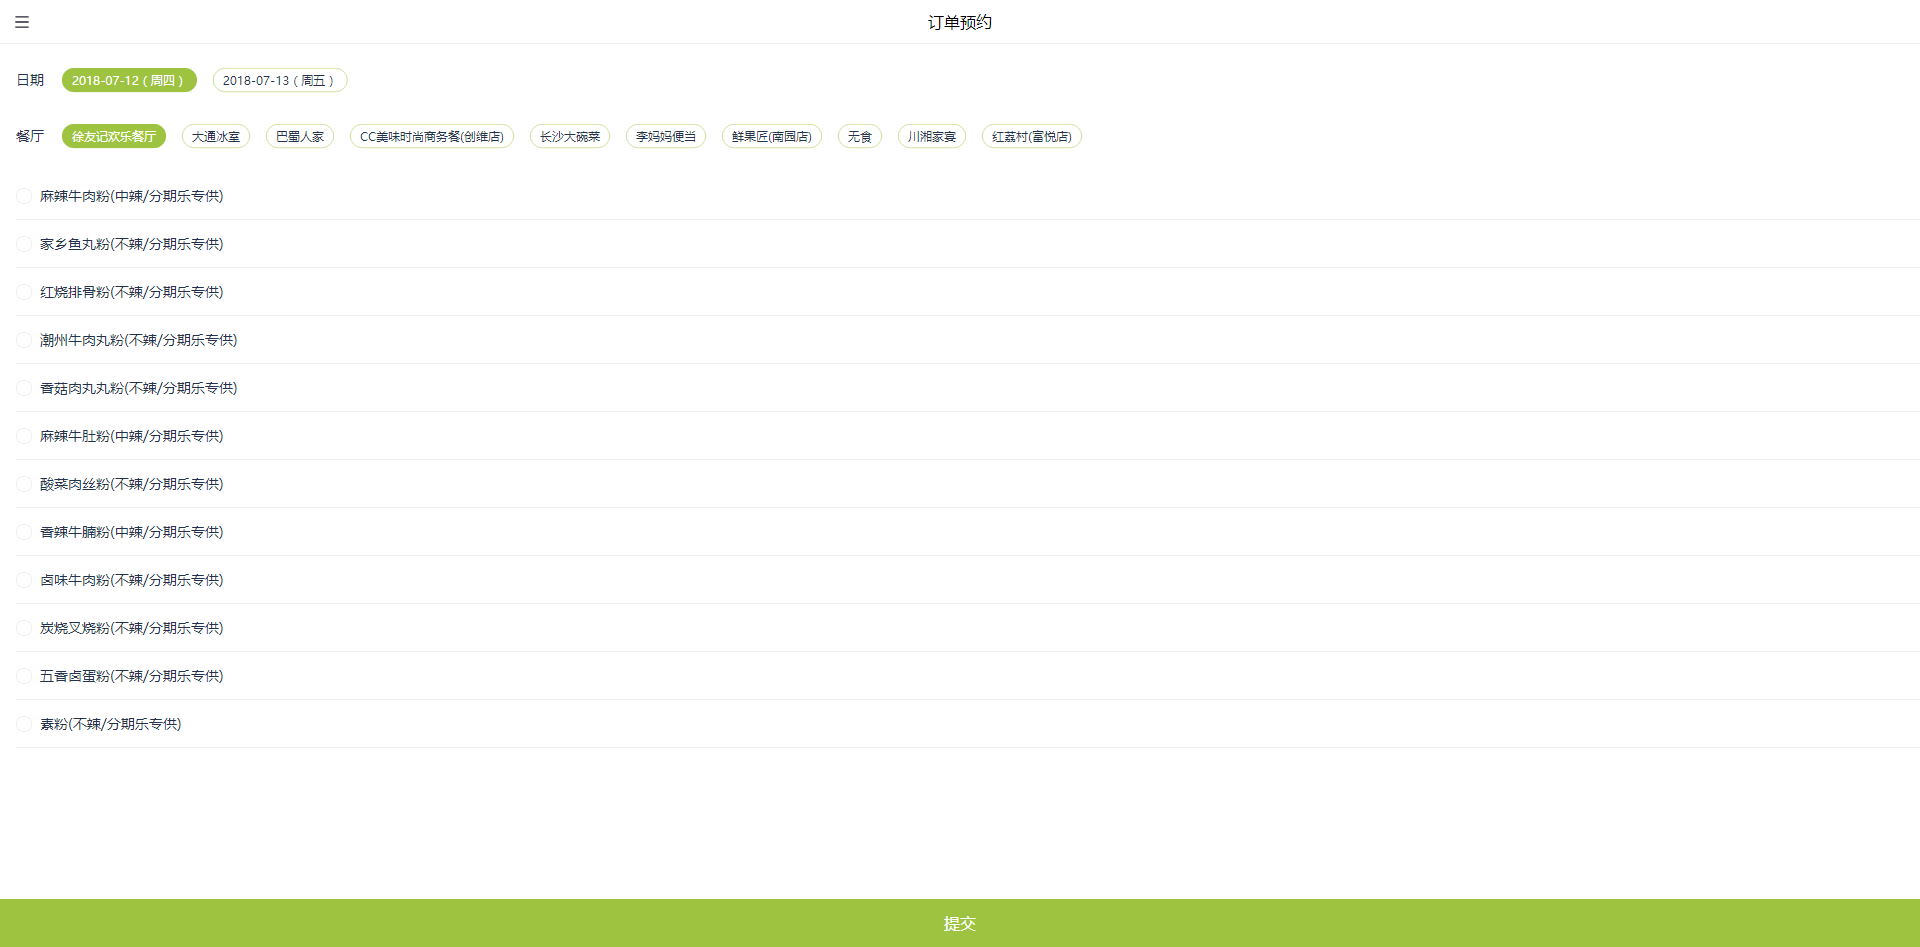 订单预约
日期 2018-07-12 ( 周四 ) 2018-07-13 ( 周五 )
餐厅 徐友记欢乐餐厅 大通冰室 巴蜀人家 CC美味时尚商务餐(创维店) 长沙大碗菜 李妈妈便当 鲜果匠(南园店) 无食 川湘家宴 红荔村(富悦店)
麻辣牛肉粉(中辣/分期乐专供)
家乡鱼丸粉(不辣/分期乐专供)
红烧排骨粉(不辣/分期乐专供)
潮州牛肉丸粉(不辣/分期乐专供)
香菇肉丸丸粉(不辣/分期乐专供)
麻辣牛肚粉(中辣/分期乐专供)
酸菜肉丝粉(不辣/分期乐专供)
香辣牛腩粉(中辣/分期乐专供)
卤味牛肉粉(不辣/分期乐专供)
炭烧叉烧粉(不辣/分期乐专供)
五香卤蛋粉(不辣/分期乐专供)
素粉(不辣/分期乐专供)
提交